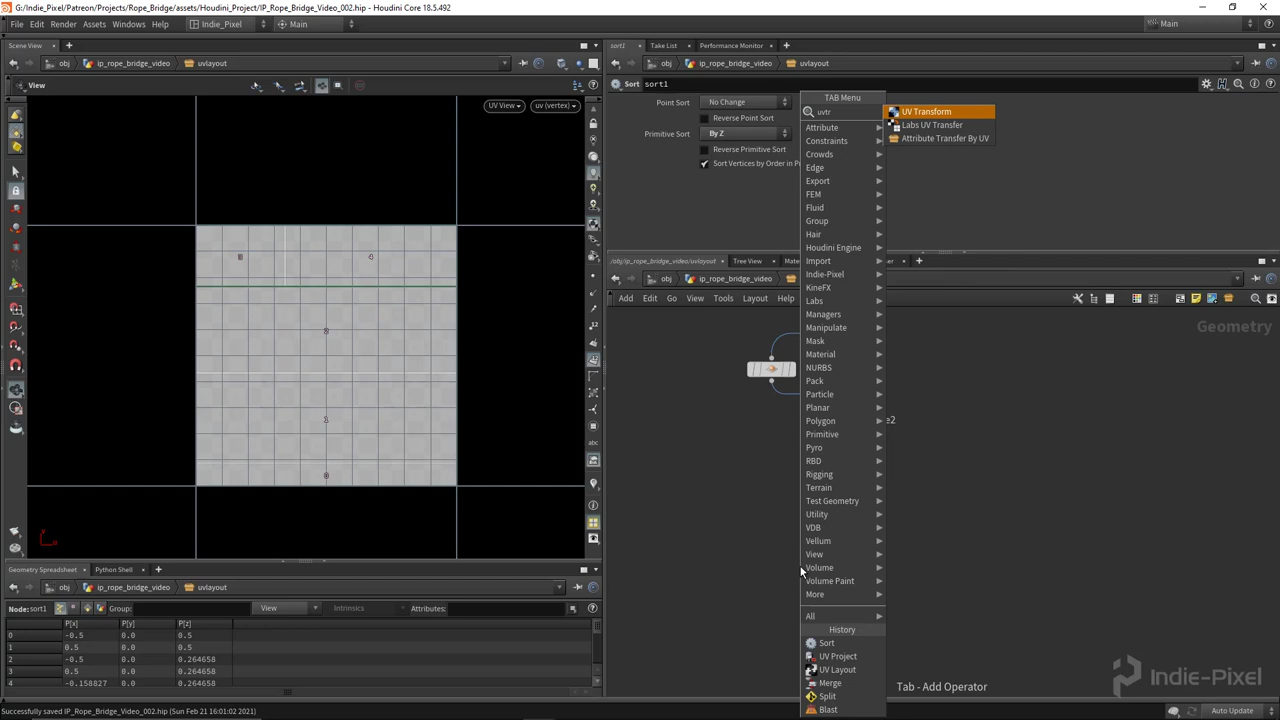 G:/Indie_Pixel/Patreon/Projects/Rope_Bridge/assets/Houdini_Project/IP_Rope_Bridge_Video_002.hip - Houdini Core 18.5.492
File Edit Render Assets Windows Help Indie_Pixel Main Main
Scene View
obj ip_rope_bridge_video uvlayout
View
UV View uv (vertex)
3 4
2
1
0
abc
Geometry Spreadsheet Python Shell
obj ip_rope_bridge_video uvlayout
Node: sort1 Group: View Intrinsics Attributes:
P[x] P[y] P[z]
0 -0.5 0.0 0.5
1 0.5 0.0 0.5
2 -0.5 0.0 0.264658
3 0.5 0.0 0.264658
4 -0.158827 0.0 0.264658
Successfully saved IP_Rope_Bridge_Video_002.hip (Sun Feb 21 16:01:02 2021)
sort1 Take List Performance Monitor
obj ip_rope_bridge_video uvlayout
Sort sort1
Point Sort No Change
Reverse Point Sort
Primitive Sort By Z
Reverse Primitive Sort
Sort Vertices by Order in P
/obj/ip_rope_bridge_video/uvlayout Tree View
obj ip_rope_bridge_video
Add Edit Go View Tools Layout Help
Geometry
TAB Menu
uvtr
Attribute
Constraints
Crowds
Edge
Export
FEM
Fluid
Group
Hair
Houdini Engine
Import
Indie-Pixel
KineFX
Labs
Managers
Manipulate
Mask
Material
NURBS
Pack
Particle
Planar
Polygon
Primitive
Pyro
RBD
Rigging
Terrain
Test Geometry
Utility
VDB
Vellum
View
Volume
Volume Paint
More
All
History
Sort
UV Project
UV Layout
Merge
Split
Blast
UV Transform
Labs UV Transfer
Attribute Transfer By UV
Indie-Pixel
Tab - Add Operator
Auto Update